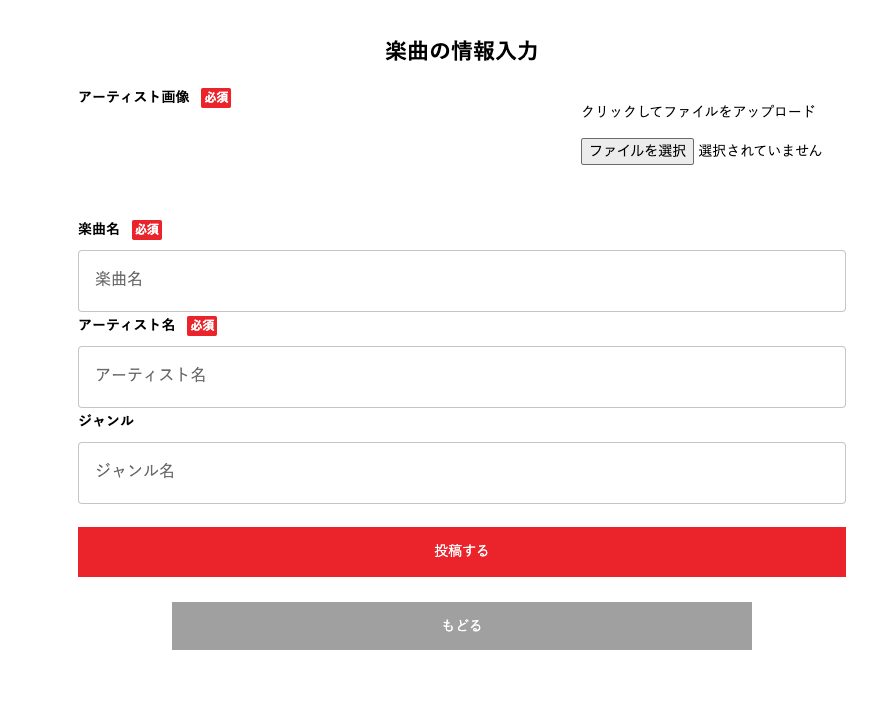 楽曲の情報入力
アーティスト画像 必須
クリックしてファイルをアップロード
ファイルを選択 選択されていません
楽曲名 必須
楽曲名
アーティスト名 必須
アーティスト名
ジャンル
ジャンル名
投稿する
もどる